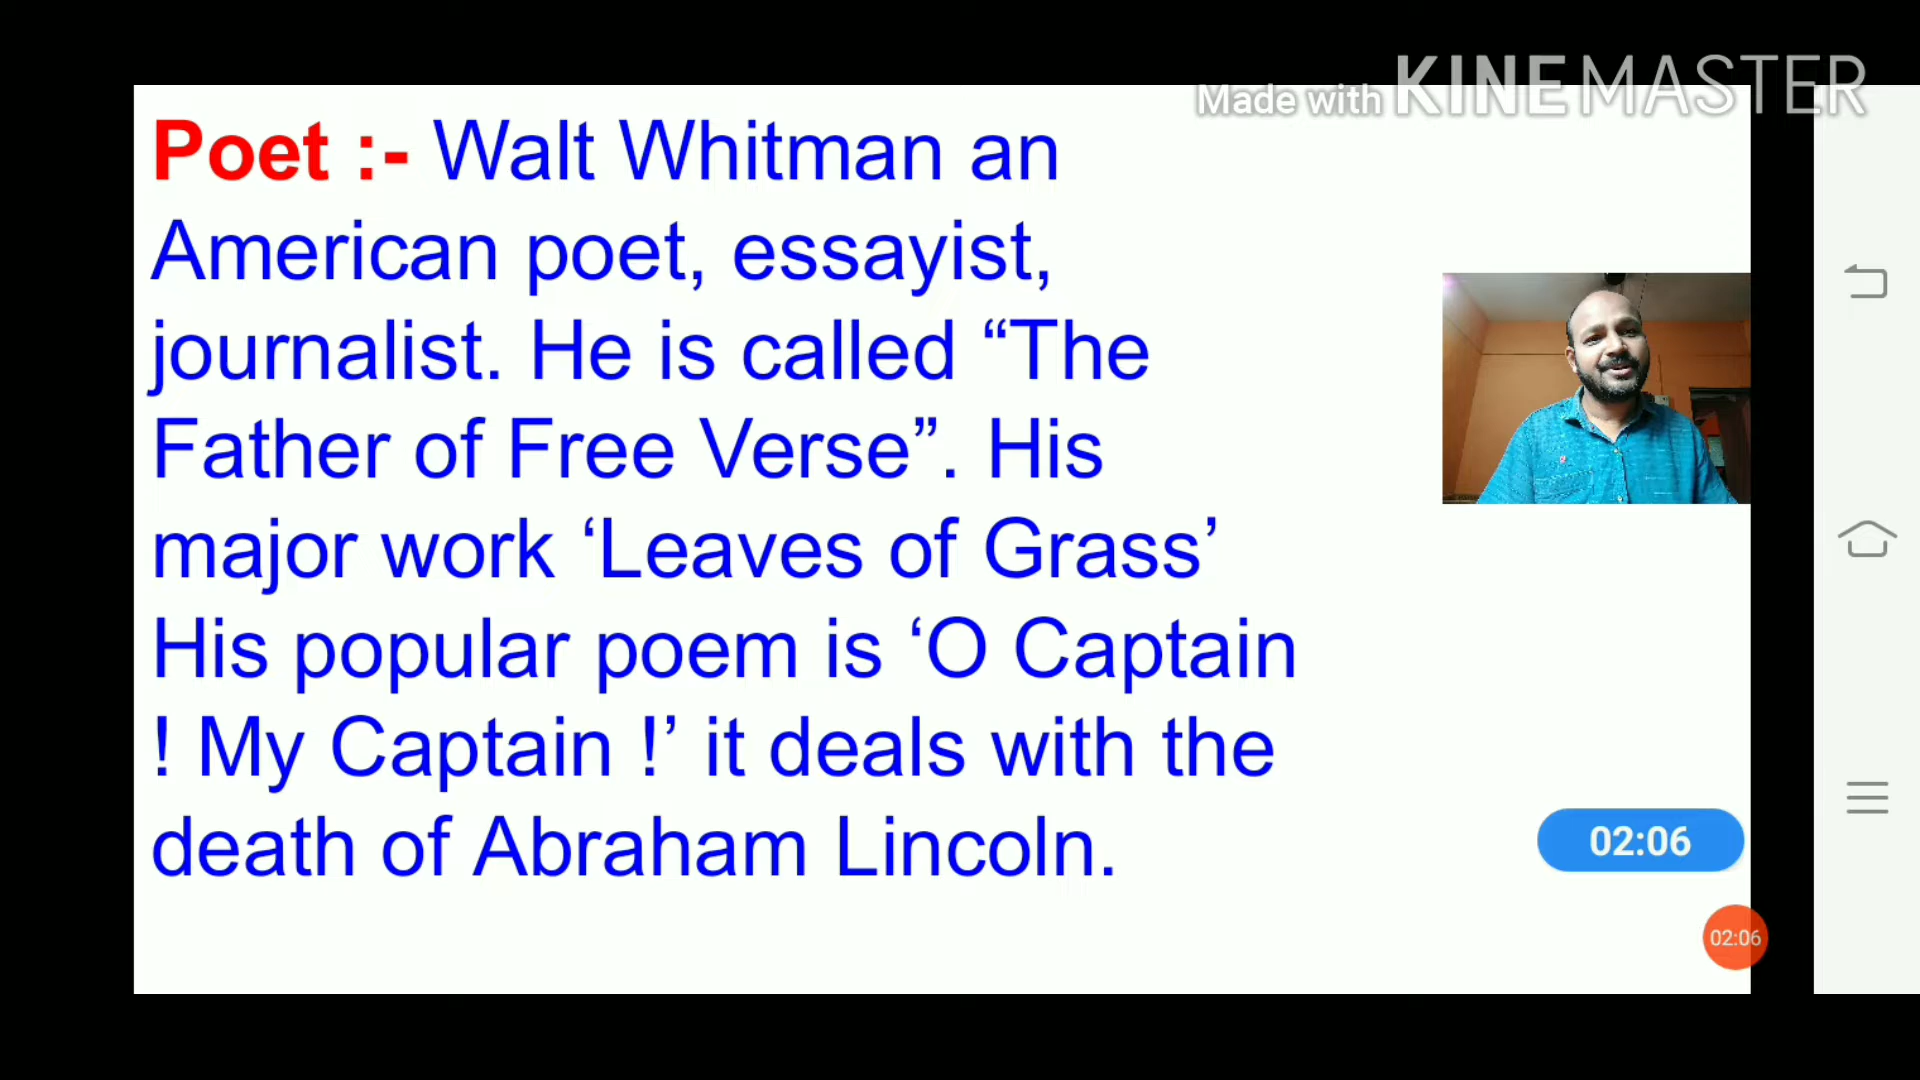 Made with KINEMASTER
Poet :- Walt Whitman an
American poet, essayist,
journalist. He is called “The
Father of Free Verse”. His
major work ‘Leaves of Grass’
His popular poem is ‘O Captain
! My Captain !’ it deals with the
death of Abraham Lincoln.
02:06
02:06